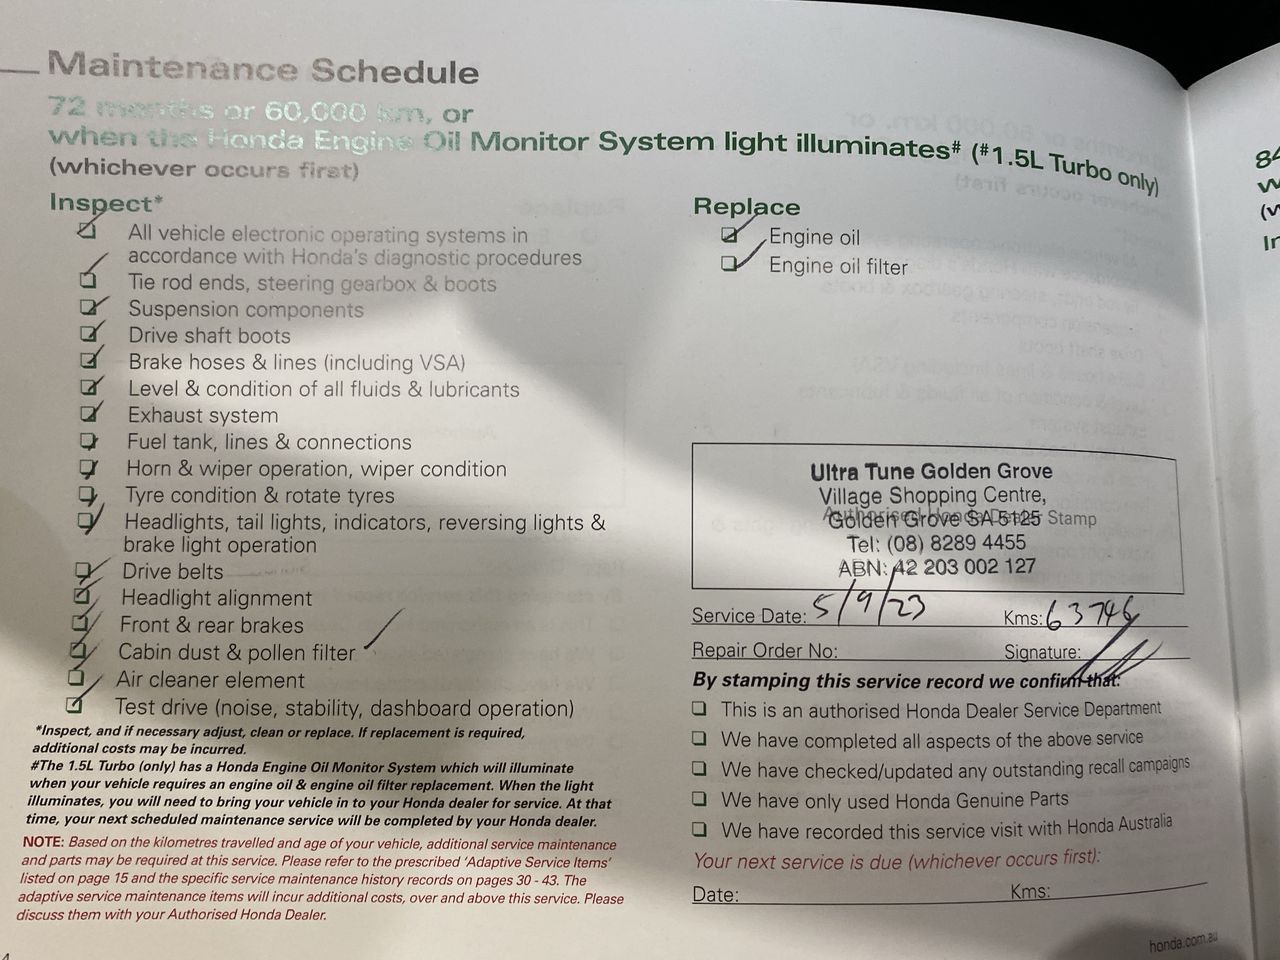 Maintenance Schedule
72 months or 60,000 km, or
when the Honda Engine Oil Monitor System light illuminates# (#1.5L Turbo only)
(whichever occurs first)
Inspect*
All vehicle electronic operating systems in
accordance with Honda's diagnostic procedures
Tie rod ends, steering gearbox & boots
Suspension components
Drive shaft boots
Brake hoses & lines (including VSA)
Level & condition of all fluids & lubricants
Exhaust system
Fuel tank, lines & connections
Horn & wiper operation, wiper condition
Tyre condition & rotate tyres
Headlights, tail lights, indicators, reversing lights &
brake light operation
Drive belts
Headlight alignment
Front & rear brakes
Cabin dust & pollen filter
Air cleaner element
Test drive (noise, stability, dashboard operation)
*Inspect, and if necessary adjust, clean or replace. If replacement is required,
additional costs may be incurred.
#The 1.5L Turbo (only) has a Honda Engine Oil Monitor System which will illuminate
when your vehicle requires an engine oil & engine oil filter replacement. When the light
illuminates, you will need to bring your vehicle in to your Honda dealer for service. At that
time, your next scheduled maintenance service will be completed by your Honda dealer.
NOTE: Based on the kilometres travelled and age of your vehicle, additional service maintenance
and parts may be required at this service. Please refer to the prescribed 'Adaptive Service Items'
listed on page 15 and the specific service maintenance history records on pages 30 - 43. The
adaptive service maintenance items will incur additional costs, over and above this service. Please
discuss them with your Authorised Honda Dealer.
Replace
Engine oil
Engine oil filter
Ultra Tune Golden Grove
Village Shopping Centre,
Authorised Honda Dealer Stamp
Golden Grove SA 5125
Tel: (08) 8289 4455
ABN: 42 203 002 127
Service Date: 5/9/23 Kms: 63746
Repair Order No: Signature:
By stamping this service record we confirm that:
This is an authorised Honda Dealer Service Department
We have completed all aspects of the above service
We have checked/updated any outstanding recall campaigns
We have only used Honda Genuine Parts
We have recorded this service visit with Honda Australia
Your next service is due (whichever occurs first):
Date: Kms:
honda.com.au
84